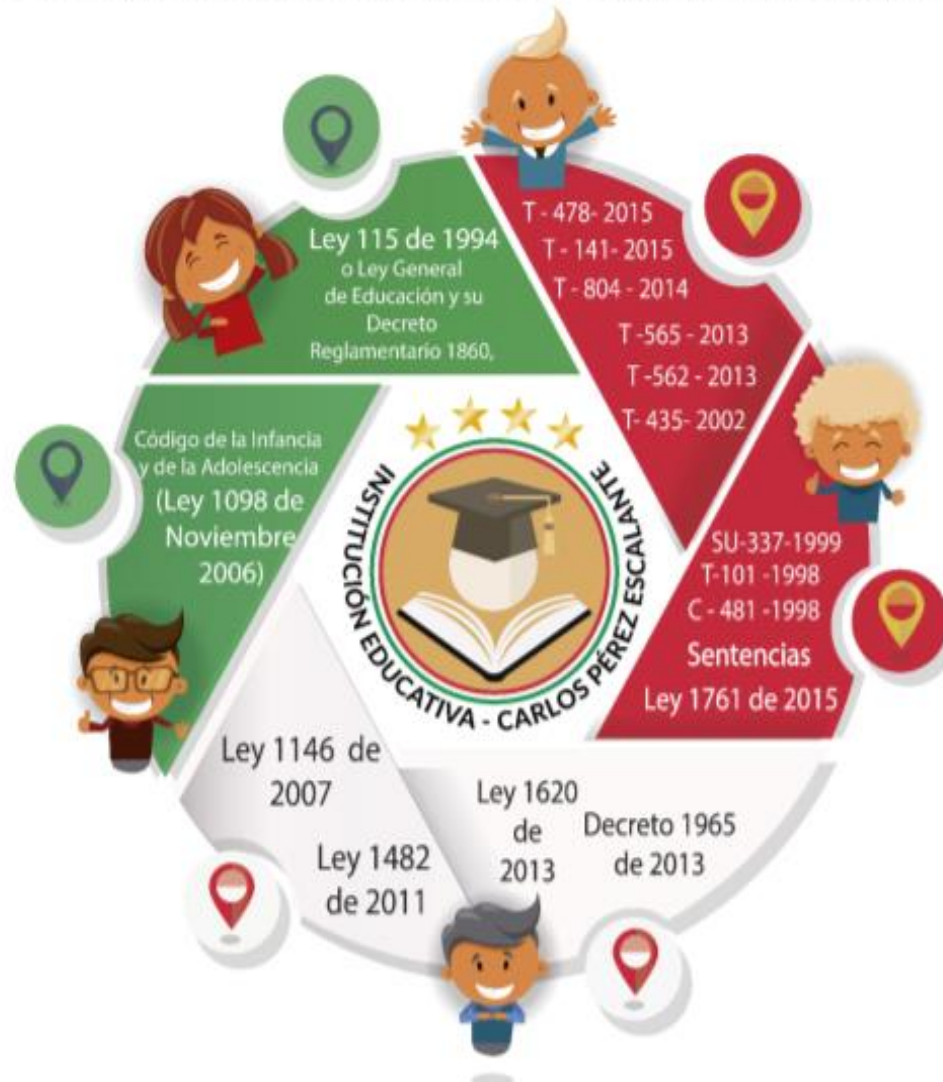 Ley 115 de 1994
o Ley General
de Educación y su
Decreto
Reglamentario 1860,
T - 478- 2015
T - 141- 2015
T - 804 - 2014
T -565 - 2013
T -562 - 2013
T- 435- 2002
Código de la Infancia
y de la Adolescencia
(Ley 1098 de
Noviembre
2006)
INSTITUCIÓN EDUCATIVA - CARLOS PÉREZ ESCALANTE
SU-337-1999
T-101 -1998
C - 481 -1998
Sentencias
Ley 1761 de 2015
Ley 1146 de
2007
Ley 1482
de 2011
Ley 1620
de
2013
Decreto 1965
de 2013